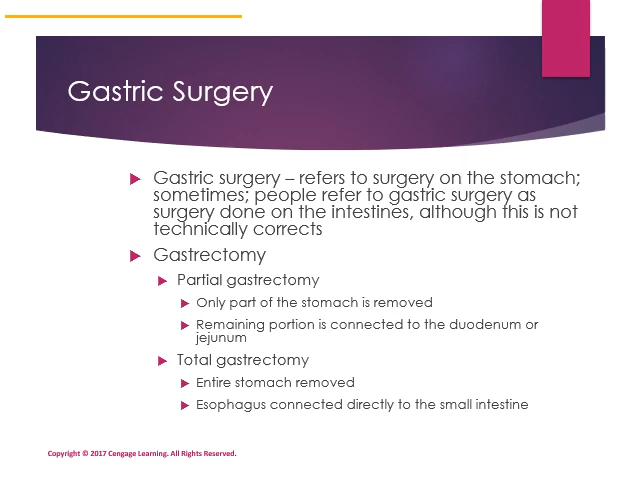 Gastric Surgery
Gastric surgery – refers to surgery on the stomach;
sometimes; people refer to gastric surgery as
surgery done on the intestines, although this is not
technically corrects
Gastrectomy
Partial gastrectomy
Only part of the stomach is removed
Remaining portion is connected to the duodenum or
jejunum
Total gastrectomy
Entire stomach removed
Esophagus connected directly to the small intestine
Copyright © 2017 Cengage Learning. All Rights Reserved.